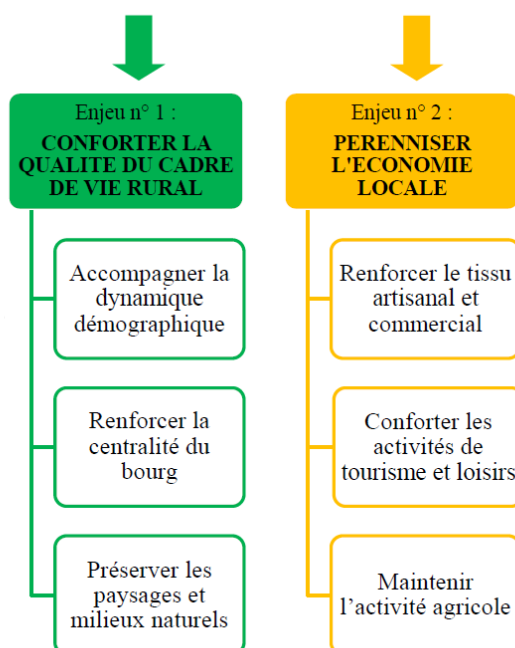 Enjeu n° 1 :
CONFORTER LA
QUALITE DU CADRE
DE VIE RURAL
Accompagner la
dynamique
démographique
Renforcer la
centralité du
bourg
Préserver les
paysages et
milieux naturels
Enjeu n° 2 :
PERENNISER
L'ECONOMIE
LOCALE
Renforcer le tissu
artisanal et
commercial
Conforter les
activités de
tourisme et loisirs
Maintenir
l’activité agricole